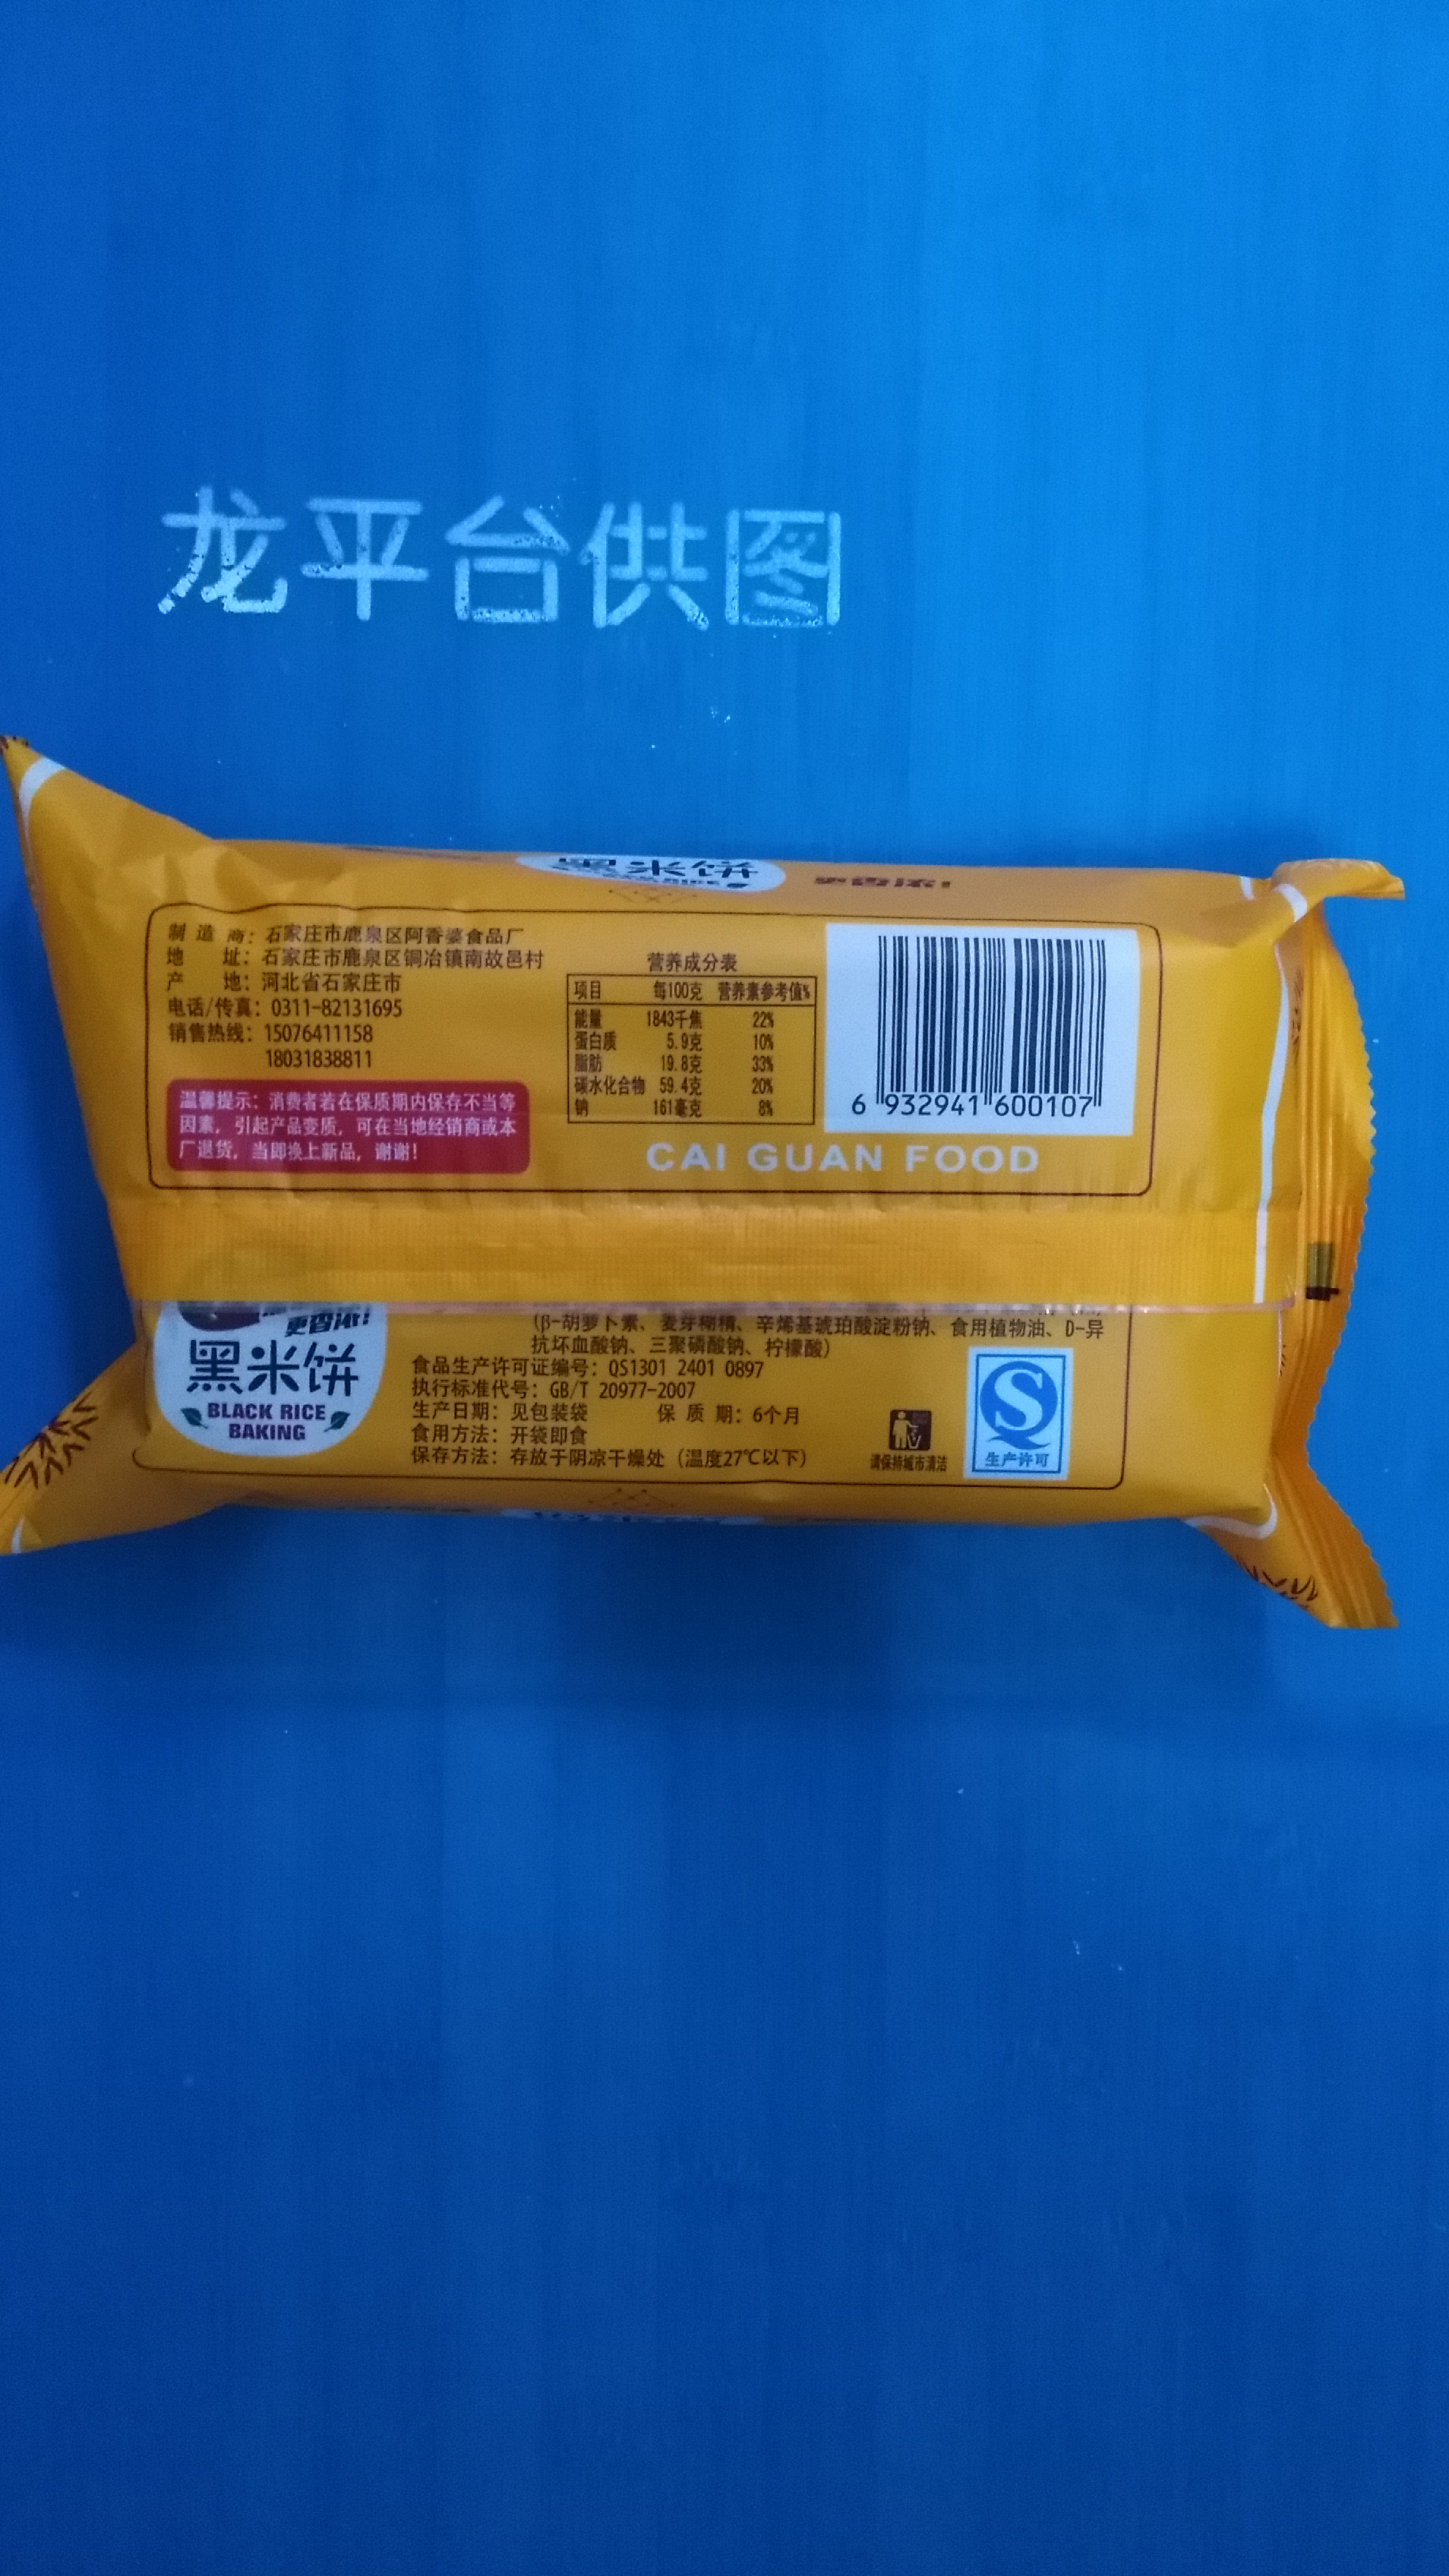 龙平台供图
制 造 商：石家庄市鹿泉区阿香婆食品厂
地 址：石家庄市鹿泉区铜冶镇南故邑村
产 地：河北省石家庄市
电话/传真：0311-82131695
销售热线：15076411158
18031838811
温馨提示：消费者若在保质期内保存不当等
因素，引起产品变质，可在当地经销商或本
厂退货，当即换上新品，谢谢！
营养成分表
项目 每100克 营养素参考值%
能量 1843千焦 22%
蛋白质 5.9克 10%
脂肪 19.8克 33%
碳水化合物 59.4克 20%
钠 161毫克 8%
6 932941 600107
CAI GUAN FOOD
更香浓！
黑米饼
BLACK RICE
BAKING
（β-胡萝卜素、麦芽糊精、辛烯基琥珀酸淀粉钠、食用植物油、D-异
抗坏血酸钠、三聚磷酸钠、柠檬酸）
食品生产许可证编号：QS1301 2401 0897
执行标准代号：GB/T 20977-2007
生产日期：见包装袋 保 质 期：6个月
食用方法：开袋即食
保存方法：存放于阴凉干燥处（温度27℃以下）
请保持城市清洁
生产许可